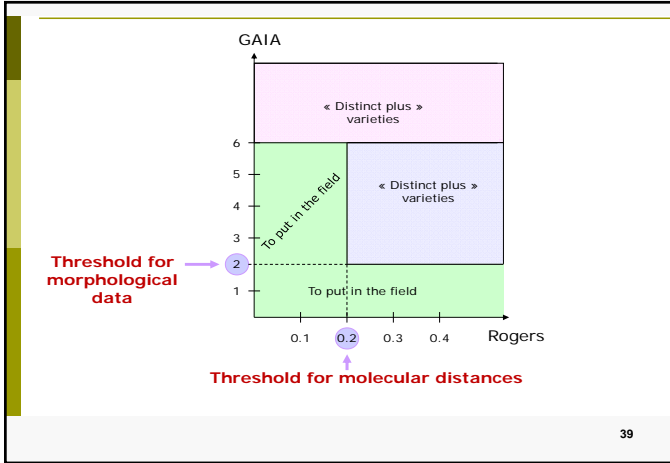 GAIA
« Distinct plus »
varieties
6
5
4
3
2
1
« Distinct plus »
varieties
To put in the field
To put in the field
Threshold for
morphological
data
0.1 0.2 0.3 0.4
Rogers
Threshold for molecular distances
39